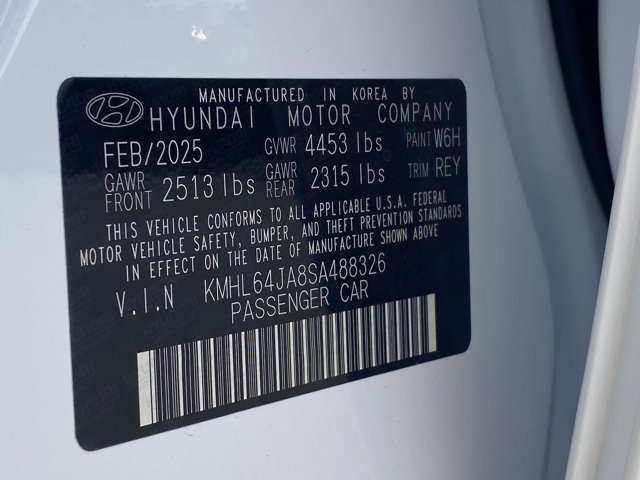 MANUFACTURED IN KOREA BY
HYUNDAI MOTOR COMPANY
FEB/2025 GVWR 4453 lbs PAINT W6H
GAWR FRONT 2513 lbs GAWR REAR 2315 lbs TRIM REY
THIS VEHICLE CONFORMS TO ALL APPLICABLE U.S.A. FEDERAL
MOTOR VEHICLE SAFETY, BUMPER, AND THEFT PREVENTION STANDARDS
IN EFFECT ON THE DATE OF MANUFACTURE SHOWN ABOVE
V.I.N KMHL64JA8SA488326
PASSENGER CAR